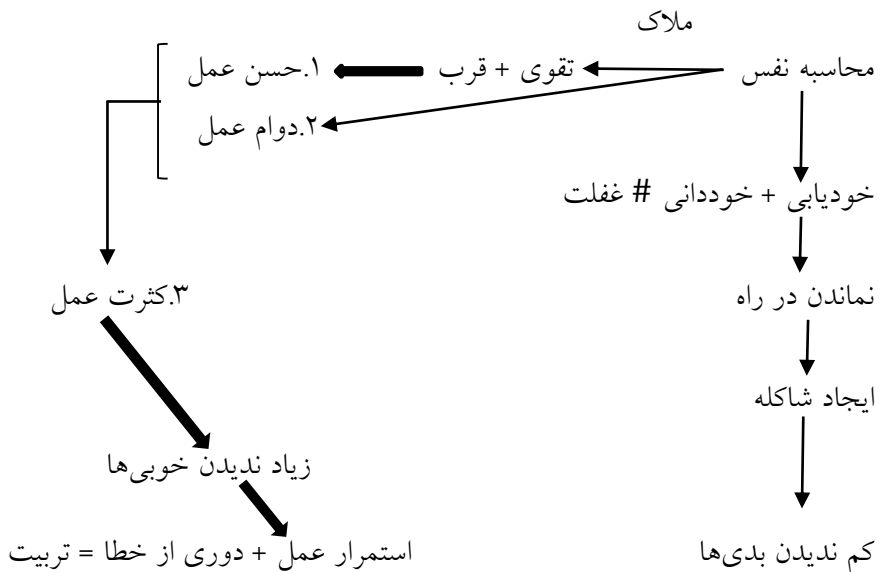 ملاک
محاسبه نفس تقوی + قرب ۱.حسن عمل
۲.دوام عمل
خودیابی + خوددانی # غفلت
نماندن در راه ۳.کثرت عمل
ایجاد شاکله
زیاد ندیدن خوبی‌ها
کم ندیدن بدی‌ها استمرار عمل + دوری از خطا = تربیت